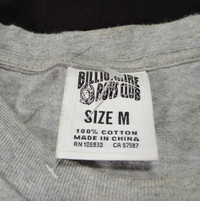 BILLIONAIRE
BOYS CLUB
SIZE M
100% COTTON
MADE IN CHINA
RN 108930 CA 57587